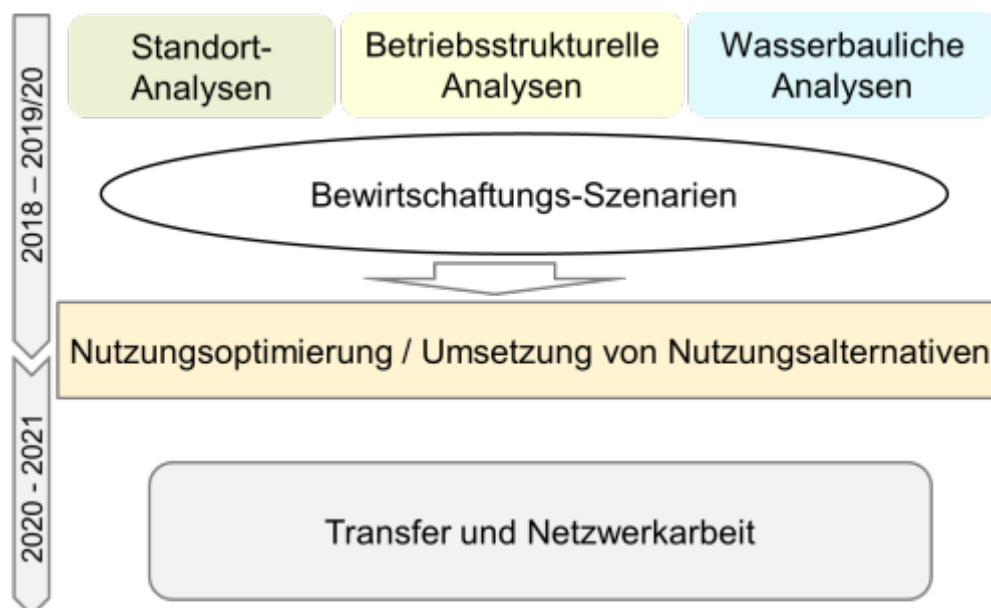 2018 – 2019/20
Standort-
Analysen
Betriebsstrukturelle
Analysen
Wasserbauliche
Analysen
Bewirtschaftungs-Szenarien
Nutzungsoptimierung / Umsetzung von Nutzungsalternativen
2020 - 2021
Transfer und Netzwerkarbeit